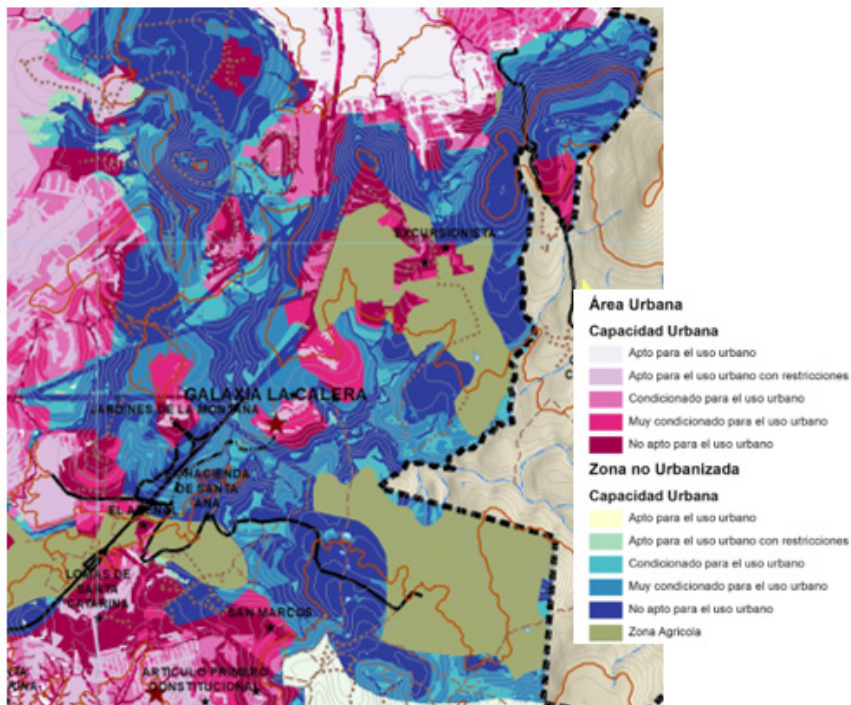 EXCURSIONISTA
GALAXIA LA CALERA
JARDINES DE LA MONTAÑA
HACIENDA
DE SANTA
ANA
EL ARENAL
LOMAS DE
SANTA
CATARINA
SAN MARCOS
ARTICULO PRIMERO
CONSTITUCIONAL
Área Urbana
Capacidad Urbana
Apto para el uso urbano
Apto para el uso urbano con restricciones
Condicionado para el uso urbano
Muy condicionado para el uso urbano
No apto para el uso urbano
Zona no Urbanizada
Capacidad Urbana
Apto para el uso urbano
Apto para el uso urbano con restricciones
Condicionado para el uso urbano
Muy condicionado para el uso urbano
No apto para el uso urbano
Zona Agricola